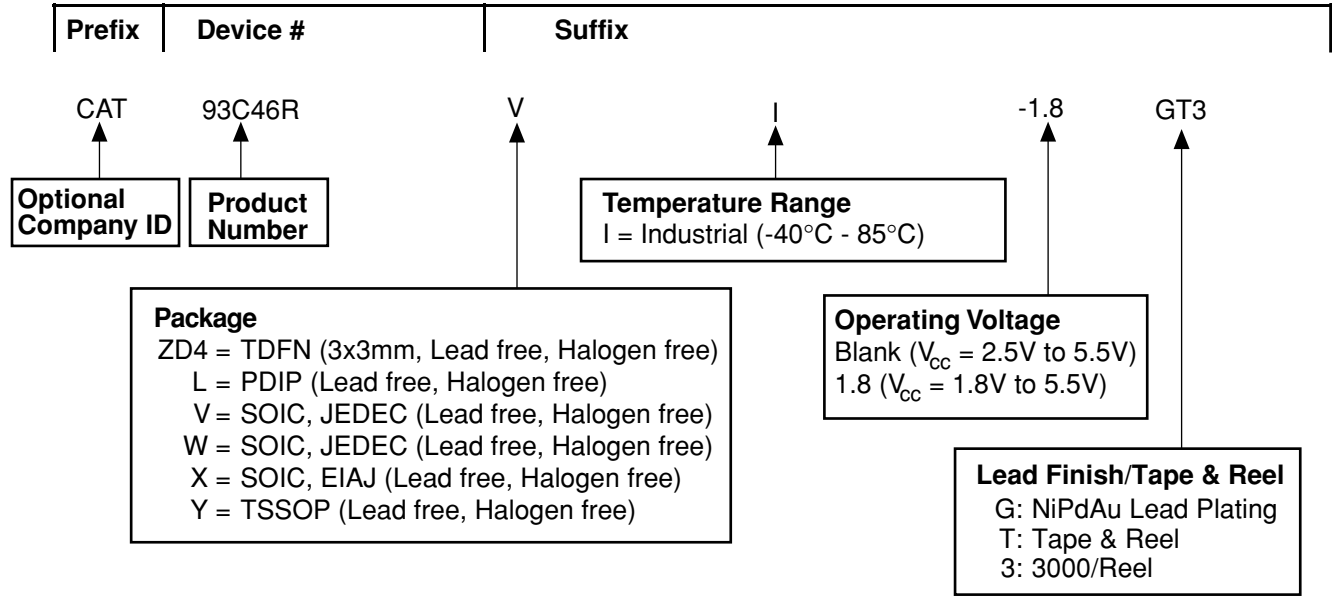 Prefix Device # Suffix
CAT 93C46R V I -1.8 GT3
Optional
Company ID
Product
Number
Temperature Range
I = Industrial (-40°C - 85°C)
Package
ZD4 = TDFN (3x3mm, Lead free, Halogen free)
L = PDIP (Lead free, Halogen free)
V = SOIC, JEDEC (Lead free, Halogen free)
W = SOIC, JEDEC (Lead free, Halogen free)
X = SOIC, EIAJ (Lead free, Halogen free)
Y = TSSOP (Lead free, Halogen free)
Operating Voltage
Blank (Vcc = 2.5V to 5.5V)
1.8 (Vcc = 1.8V to 5.5V)
Lead Finish/Tape & Reel
G: NiPdAu Lead Plating
T: Tape & Reel
3: 3000/Reel